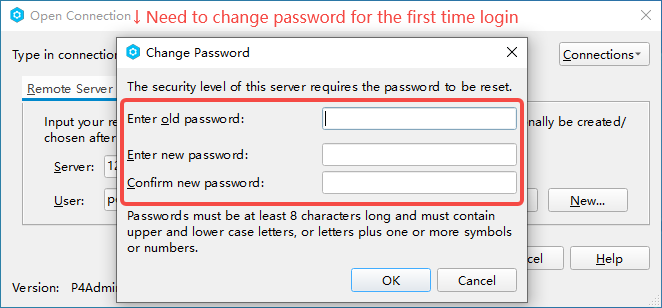 Open Connection
↓ Need to change password for the first time login
Type in connection
Connections
Change Password
The security level of this server requires the password to be reset.
Remote Server
Enter old password:
Input your
nally be created/
chosen after
Enter new password:
Server: 12
Confirm new password:
User: p
New...
Passwords must be at least 8 characters long and must contain
upper and lower case letters, or letters plus one or more symbols
or numbers.
cel
Help
OK
Cancel
Version: P4Admin